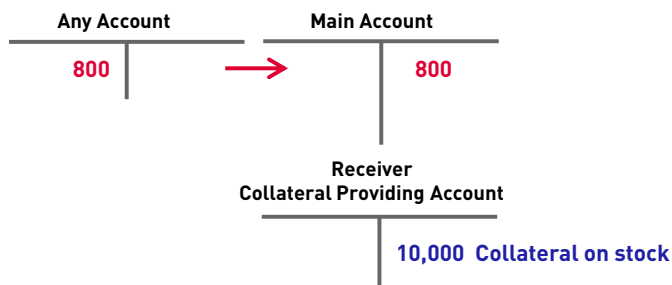 Any Account
Main Account
800
800
Receiver
Collateral Providing Account
10,000 Collateral on stock